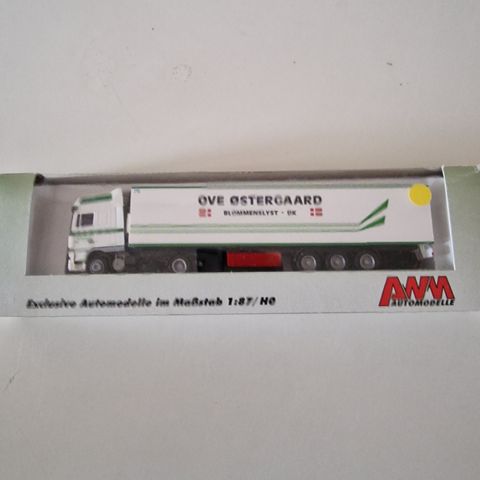 OVE ØSTERGAARD
BLOMMENSLYST - DK
Exclusive Automodelle im Maßstab 1:87/H0
AWM
AUTOMODELLE